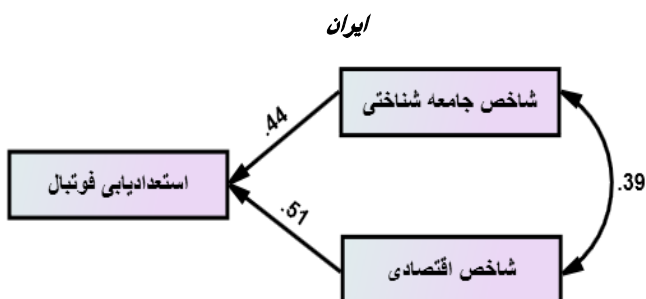 ایران
شاخص جامعه شناختی
.44
.39
استعدادیابی فوتبال
.51
شاخص اقتصادی